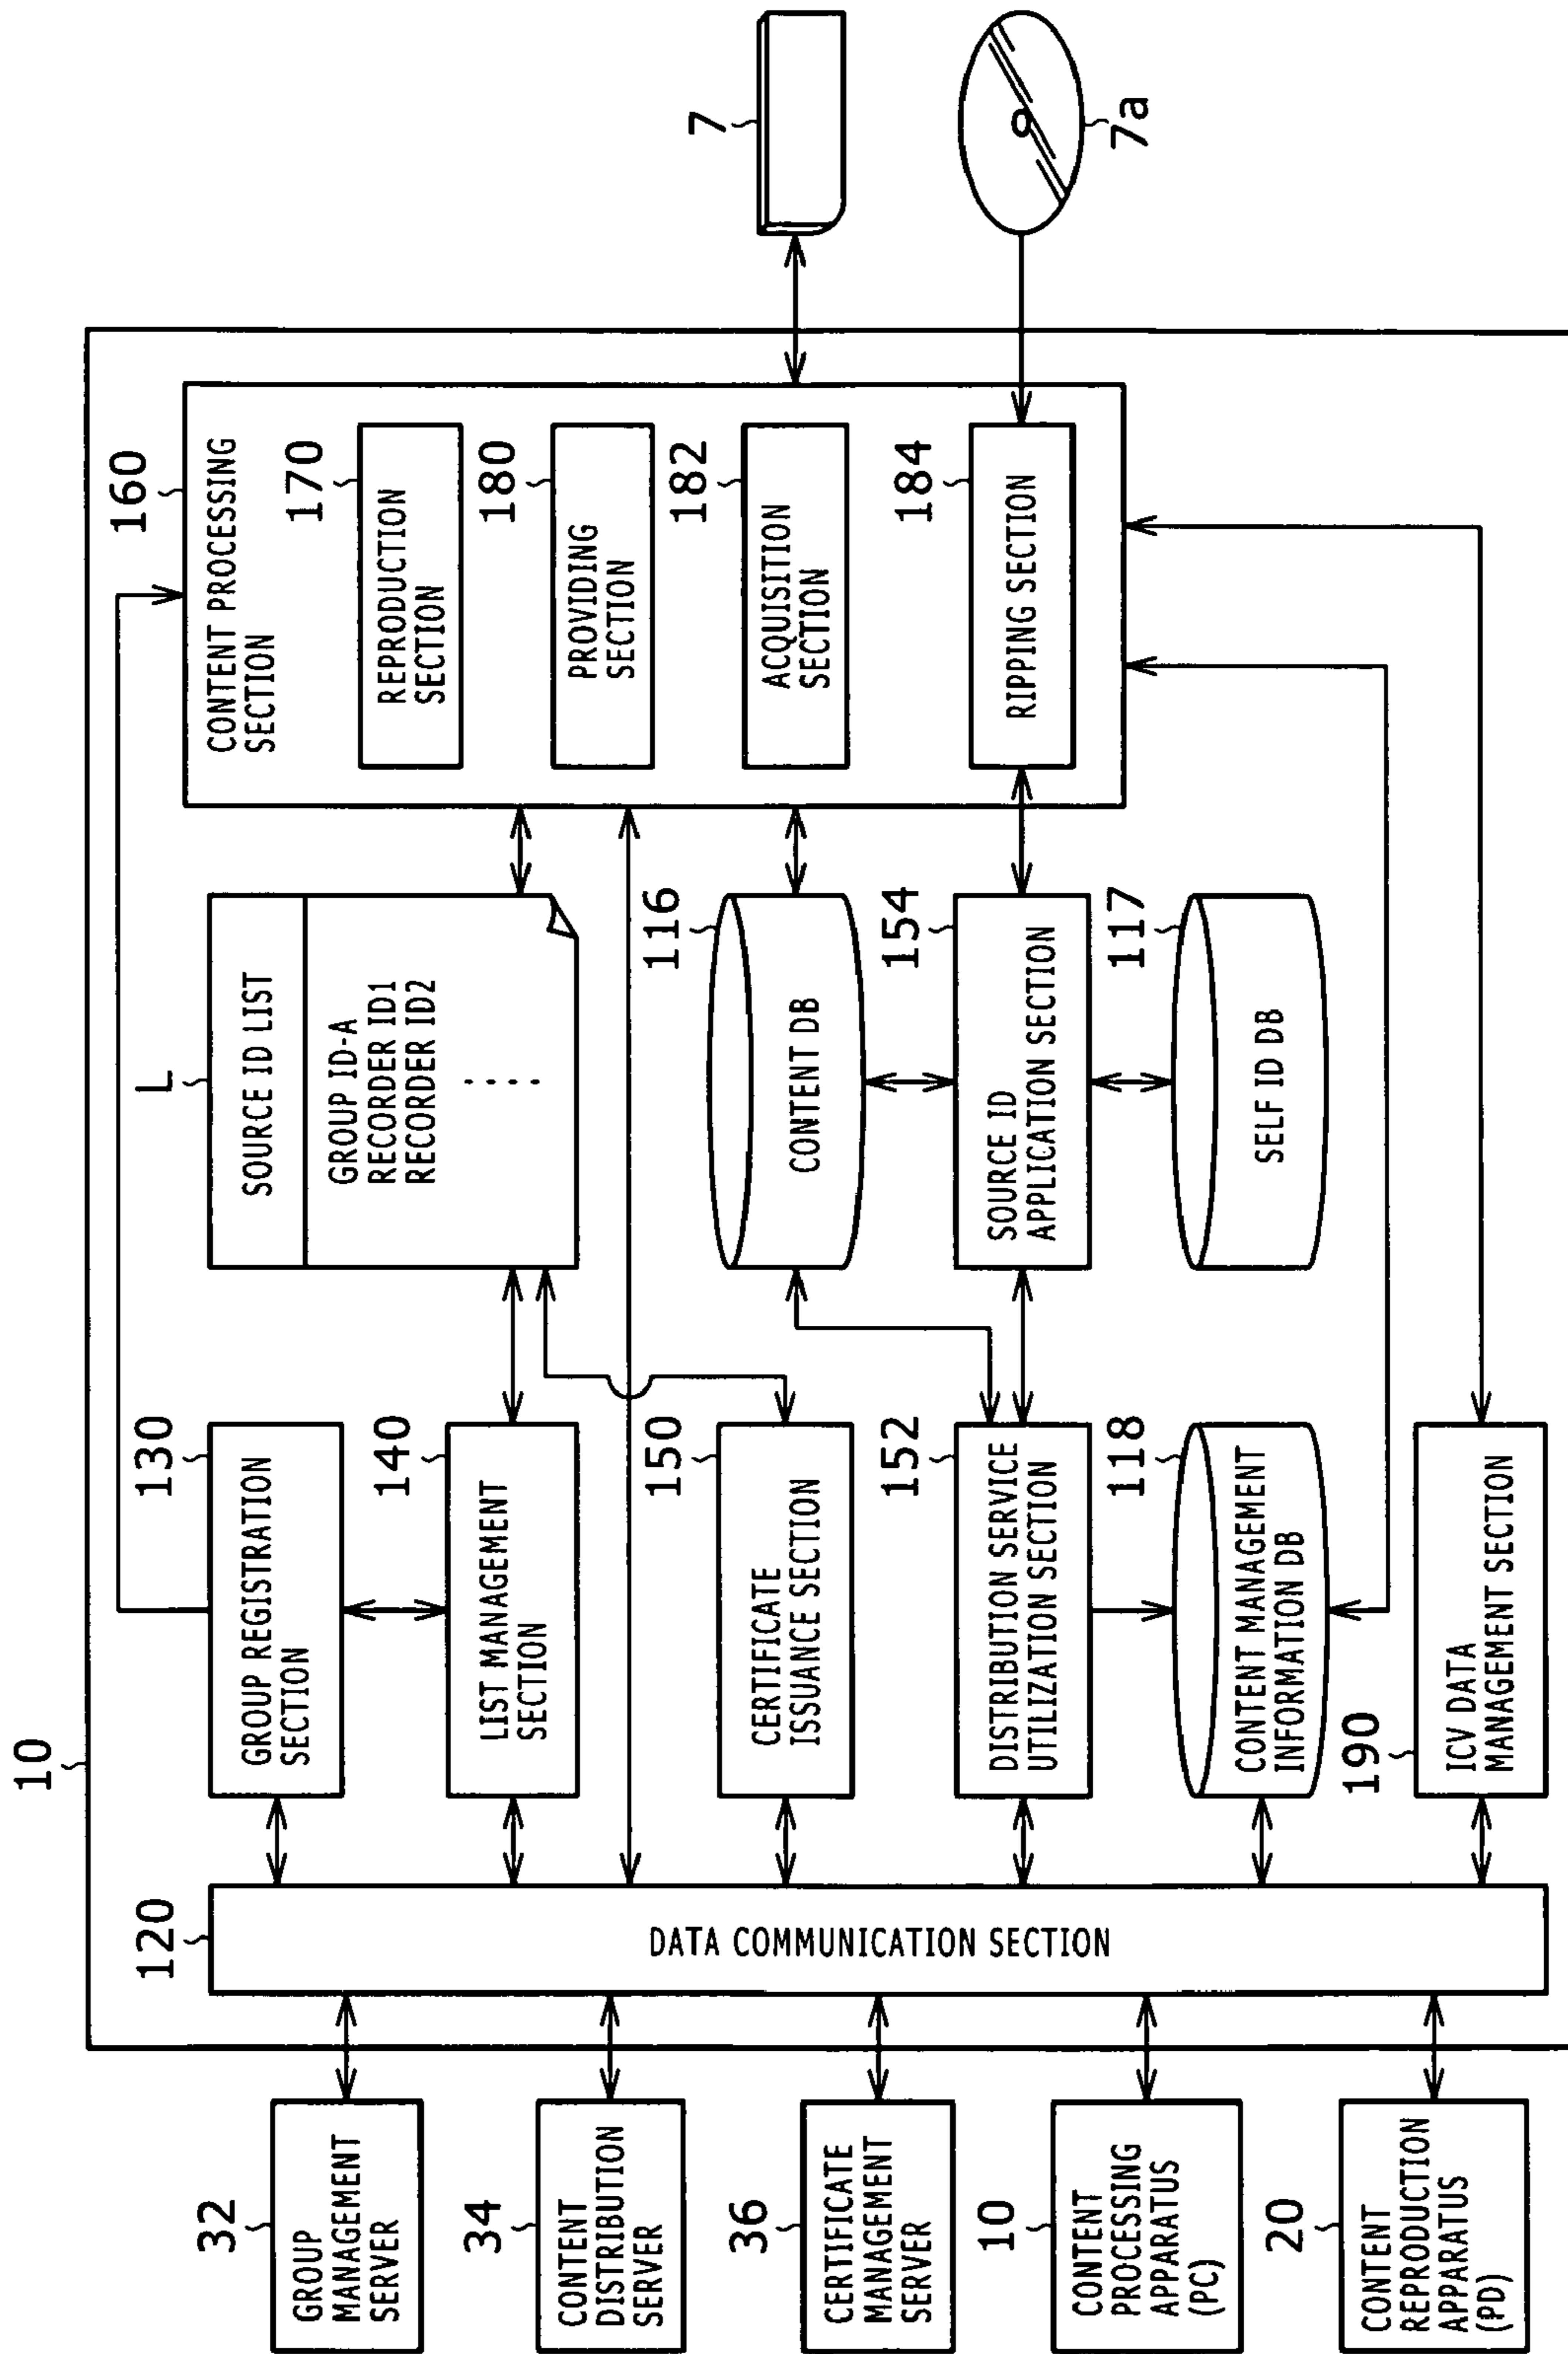 10
32
GROUP
MANAGEMENT
SERVER
34
CONTENT
DISTRIBUTION
SERVER
36
CERTIFICATE
MANAGEMENT
SERVER
10
CONTENT
PROCESSING
APPARATUS
(PC)
20
CONTENT
REPRODUCTION
APPARATUS
(PD)
120
DATA COMMUNICATION SECTION
130
GROUP REGISTRATION
SECTION
140
LIST MANAGEMENT
SECTION
150
CERTIFICATE
ISSUANCE SECTION
152
DISTRIBUTION SERVICE
UTILIZATION SECTION
118
CONTENT MANAGEMENT
INFORMATION DB
190
ICV DATA
MANAGEMENT SECTION
L
SOURCE ID LIST
GROUP ID-A
RECORDER ID1
RECORDER ID2
.....
116
CONTENT DB
154
SOURCE ID
APPLICATION SECTION
117
SELF ID DB
160
CONTENT PROCESSING
SECTION
170
REPRODUCTION
SECTION
180
PROVIDING
SECTION
182
ACQUISITION
SECTION
184
RIPPING SECTION
7
7a